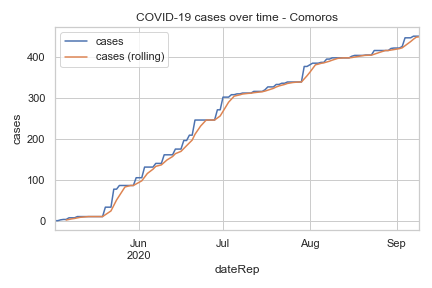 COVID-19 cases over time - Comoros
cases
cases (rolling)
400
300
200
100
0
cases
Jun
2020
Jul
Aug
Sep
dateRep